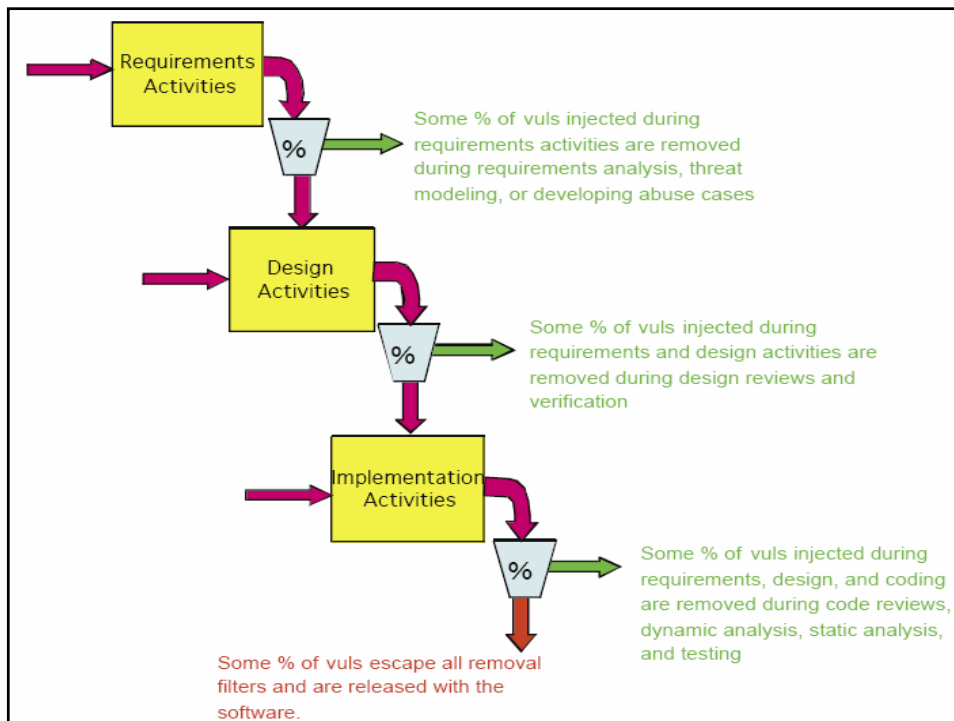 Requirements
Activities
%
Some % of vuls injected during
requirements activities are removed
during requirements analysis, threat
modeling, or developing abuse cases
Design
Activities
%
Some % of vuls injected during
requirements and design activities are
removed during design reviews and
verification
Implementation
Activities
%
Some % of vuls injected during
requirements, design, and coding
are removed during code reviews,
dynamic analysis, static analysis,
and testing
Some % of vuls escape all removal
filters and are released with the
software.